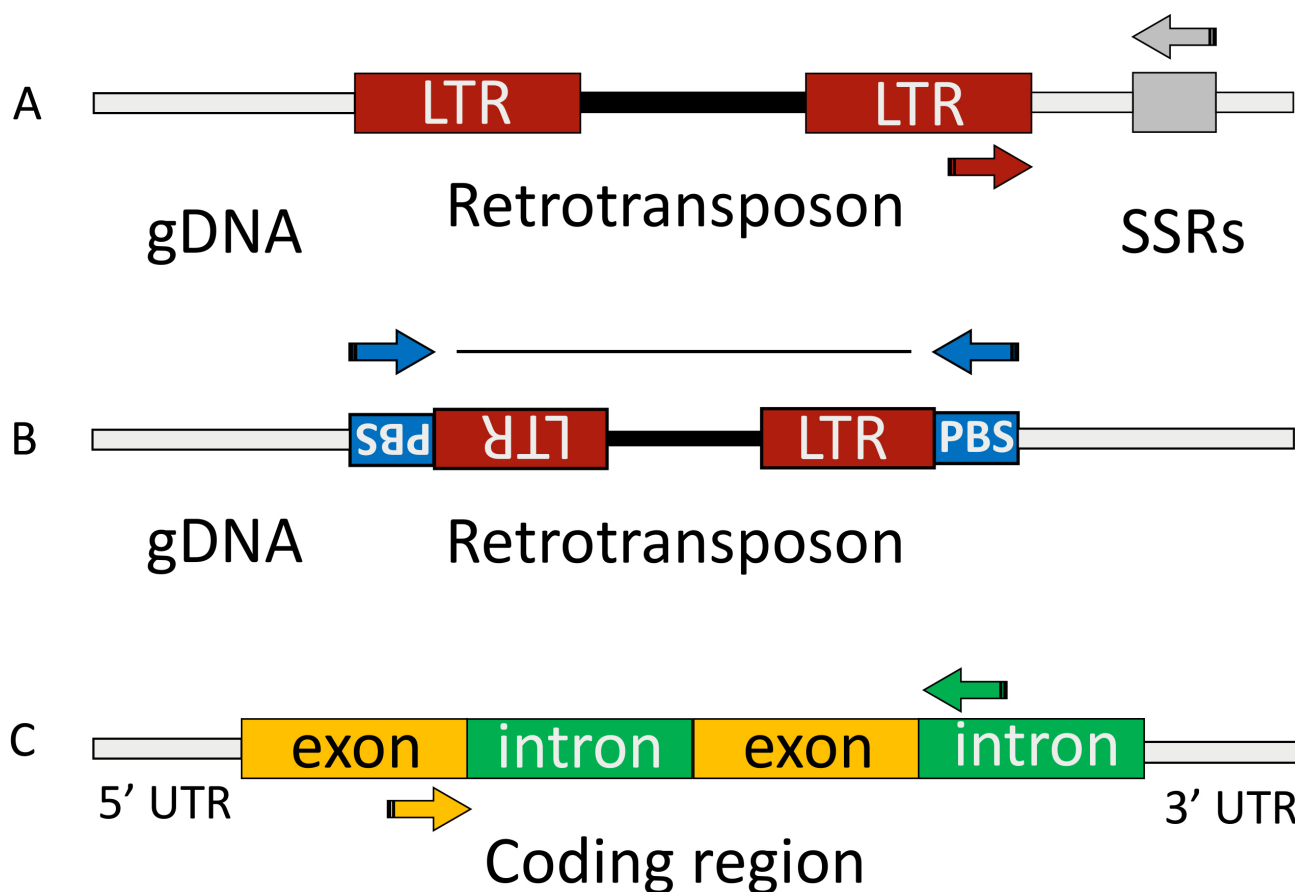 A LTR LTR
gDNA Retrotransposon SSRs
B PBS LTR LTR PBS
gDNA Retrotransposon
C exon intron exon intron
5’ UTR 3’ UTR
Coding region